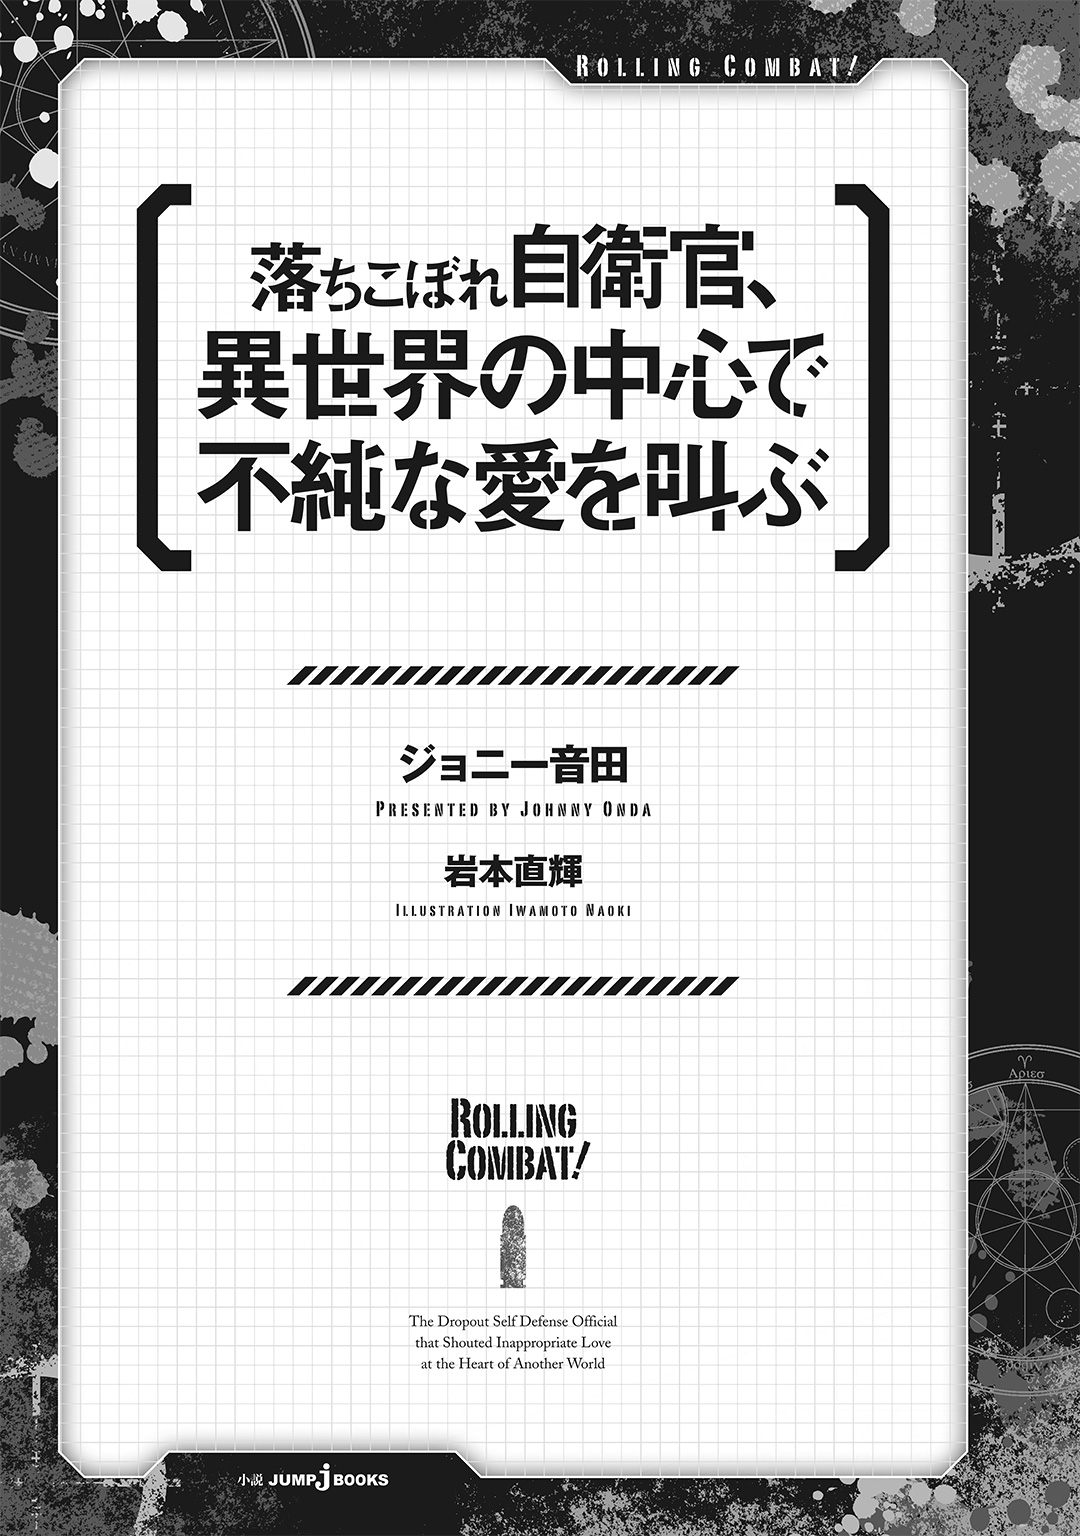 ROLLING COMBAT!
落ちこぼれ自衛官、
異世界の中心で
不純な愛を叫ぶ
ジョニー音田
PRESENTED BY JOHNNY ONDA
岩本直輝
ILLUSTRATION IWAMOTO NAOKI
Αριεσ
ROLLING
COMBAT!
The Dropout Self Defense Official
that Shouted Inappropriate Love
at the Heart of Another World
小説 JUMP j BOOKS